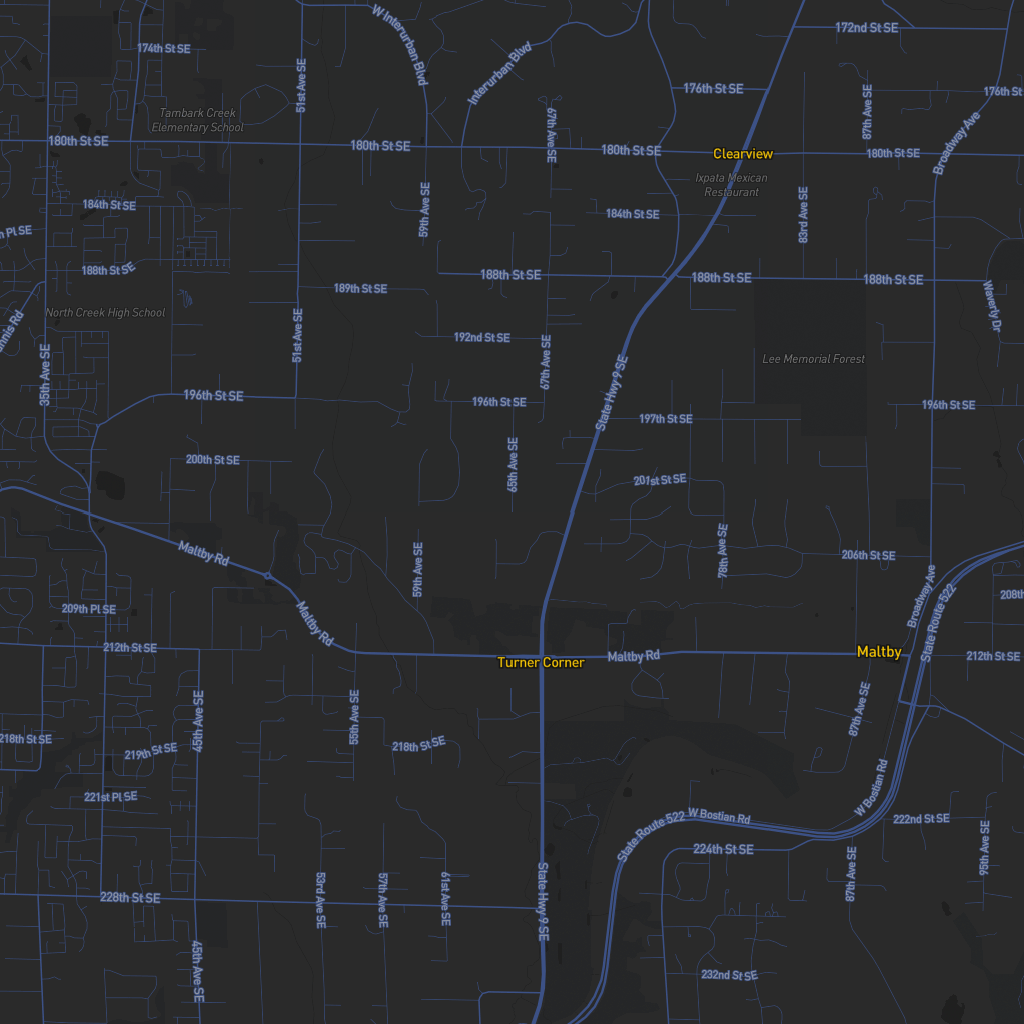 W Interurban Blvd
172nd St SE
174th St SE
Interurban Blvd
51st Ave SE
176th St SE
176th St
87th Ave SE
Tambark Creek
Elementary School
67th Ave SE
Broadway Ave
180th St SE
180th St SE
180th St SE
Clearview
180th St SE
Ixpata Mexican
Restaurant
184th St SE
59th Ave SE
184th St SE
83rd Ave SE
Pl SE
188th St SE
188th St SE
188th St SE
188th St SE
189th St SE
Waverly Dr
North Creek High School
51st Ave SE
192nd St SE
67th Ave SE
35th Ave SE
Lee Memorial Forest
State Hwy 9 SE
196th St SE
196th St SE
196th St SE
197th St SE
200th St SE
65th Ave SE
201st St SE
Maltby Rd
59th Ave SE
78th Ave SE
206th St SE
Broadway Ave
State Route 522
209th Pl SE
208th
Maltby Rd
212th St SE
Turner Corner
Maltby Rd
Maltby
212th St SE
45th Ave SE
55th Ave SE
87th Ave SE
218th St SE
219th St SE
218th St SE
221st Pl SE
W Bostian Rd
State Route 522
W Bostian Rd
222nd St SE
224th St SE
95th Ave SE
87th Ave SE
228th St SE
53rd Ave SE
57th Ave SE
61st Ave SE
State Hwy 9 SE
45th Ave SE
232nd St SE